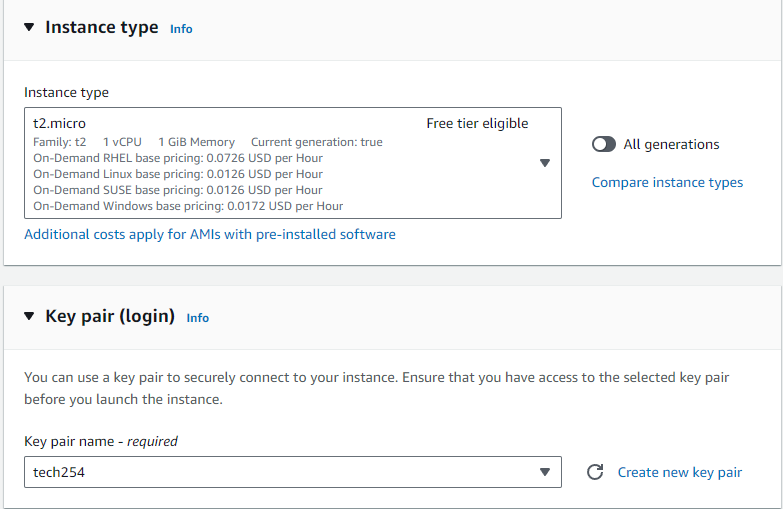 Instance type Info
Instance type
t2.micro Free tier eligible
Family: t2 1 vCPU 1 GiB Memory Current generation: true
On-Demand RHEL base pricing: 0.0726 USD per Hour
On-Demand Linux base pricing: 0.0126 USD per Hour
On-Demand SUSE base pricing: 0.0126 USD per Hour
On-Demand Windows base pricing: 0.0172 USD per Hour
All generations
Compare instance types
Additional costs apply for AMIs with pre-installed software
Key pair (login) Info
You can use a key pair to securely connect to your instance. Ensure that you have access to the selected key pair
before you launch the instance.
Key pair name - required
tech254
Create new key pair